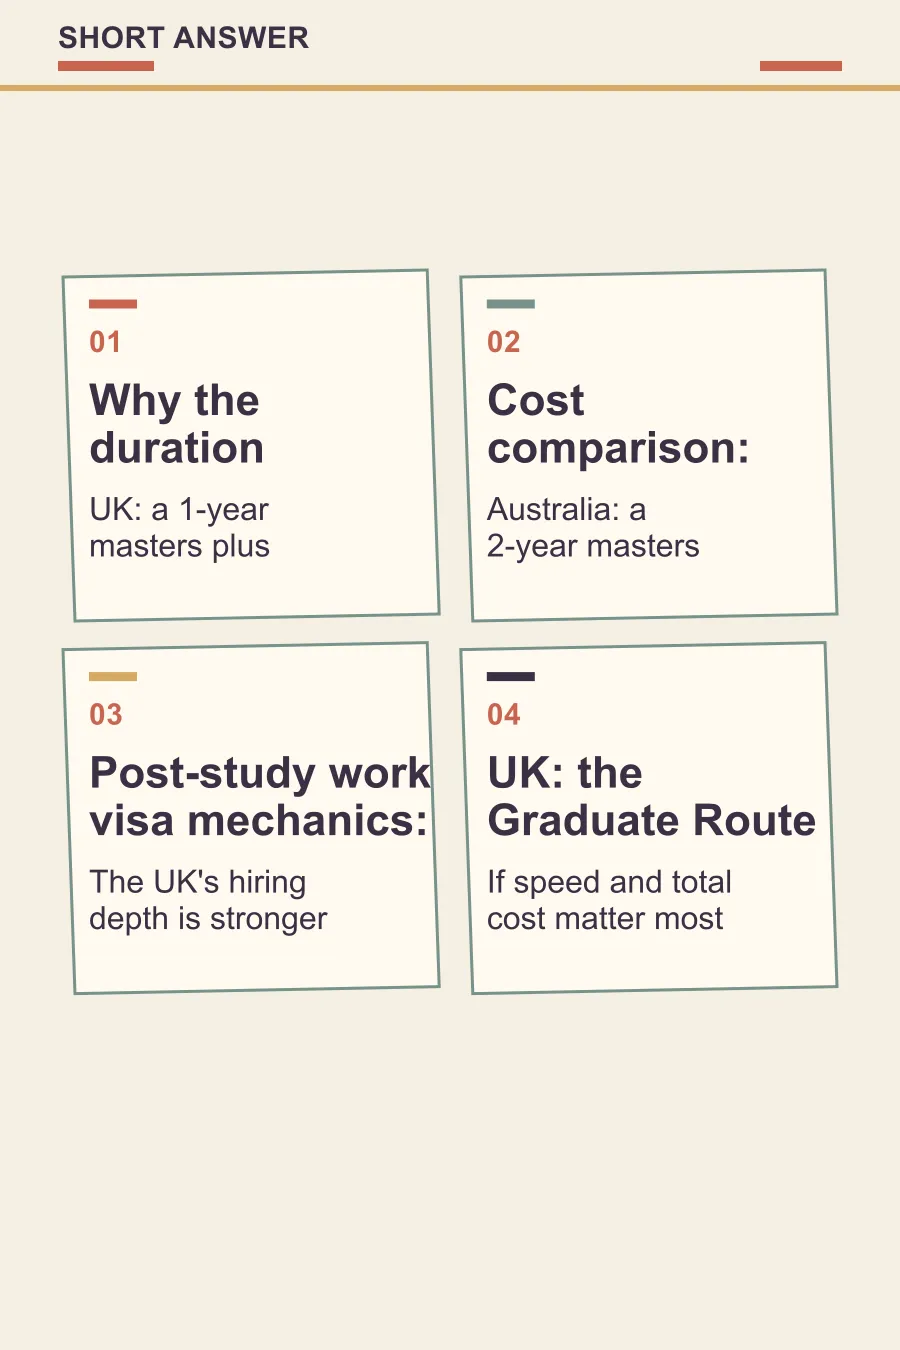 SHORT ANSWER
01
Why the
duration
UK: a 1-year
masters plus
02
Cost
comparison:
Australia: a
2-year masters
03
Post-study work
visa mechanics:
The UK's hiring
depth is stronger
04
UK: the
Graduate Route
If speed and total
cost matter most